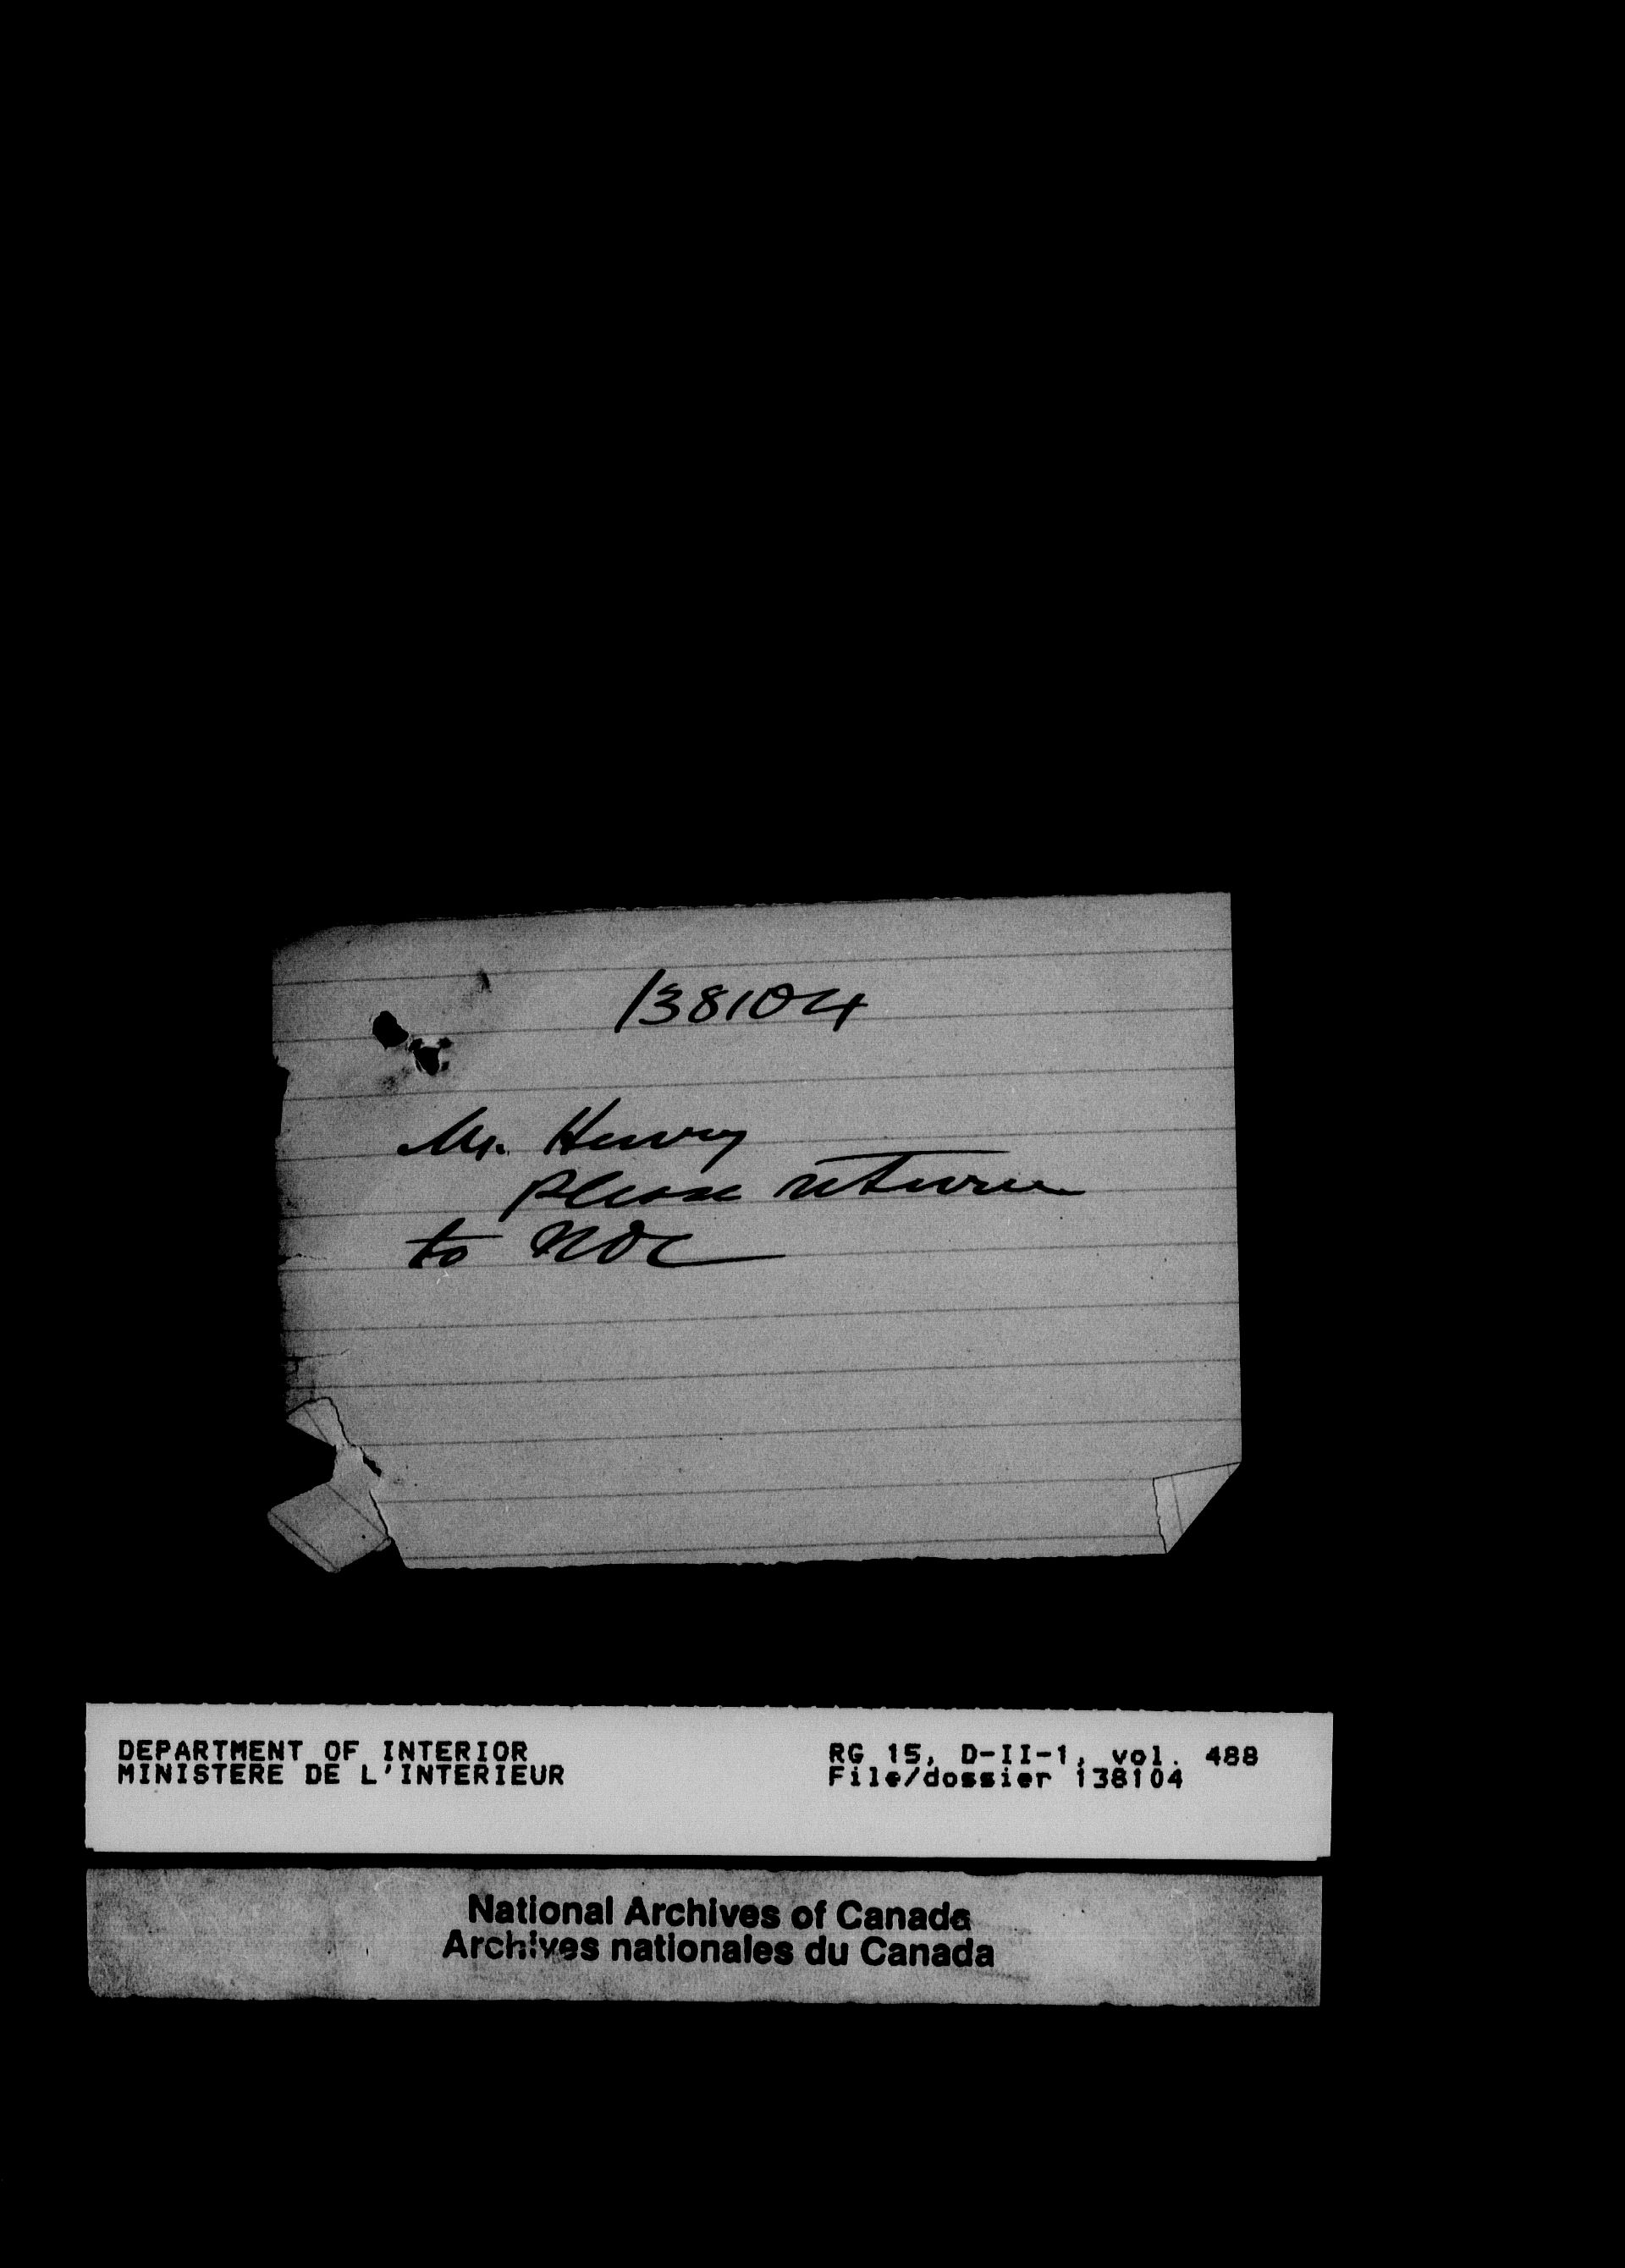 138104
Mr. Henry
please return
to NOC
DEPARTMENT OF INTERIOR
MINISTERE DE L'INTERIEUR
RG 15, D-II-1, vol. 488
File/dossier 138104
National Archives of Canada
Archives nationales du Canada